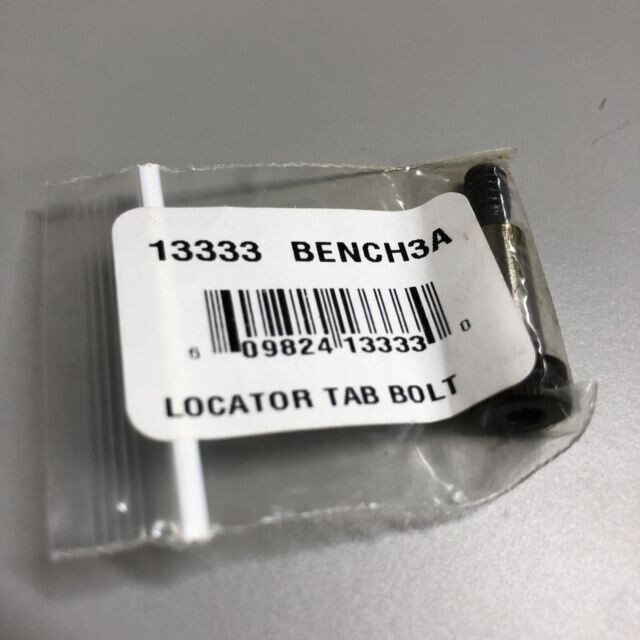 13333 BENCH3A
6 09824 13333 0
LOCATOR TAB BOLT